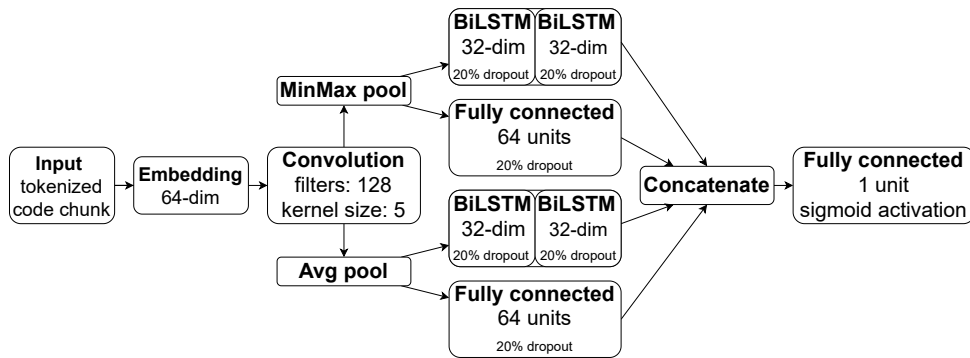 Input
tokenized
code chunk
Embedding
64-dim
Convolution
filters: 128
kernel size: 5
MinMax pool
Avg pool
BiLSTM
32-dim
20% dropout
BiLSTM
32-dim
20% dropout
Fully connected
64 units
20% dropout
BiLSTM
32-dim
20% dropout
BiLSTM
32-dim
20% dropout
Fully connected
64 units
20% dropout
Concatenate
Fully connected
1 unit
sigmoid activation